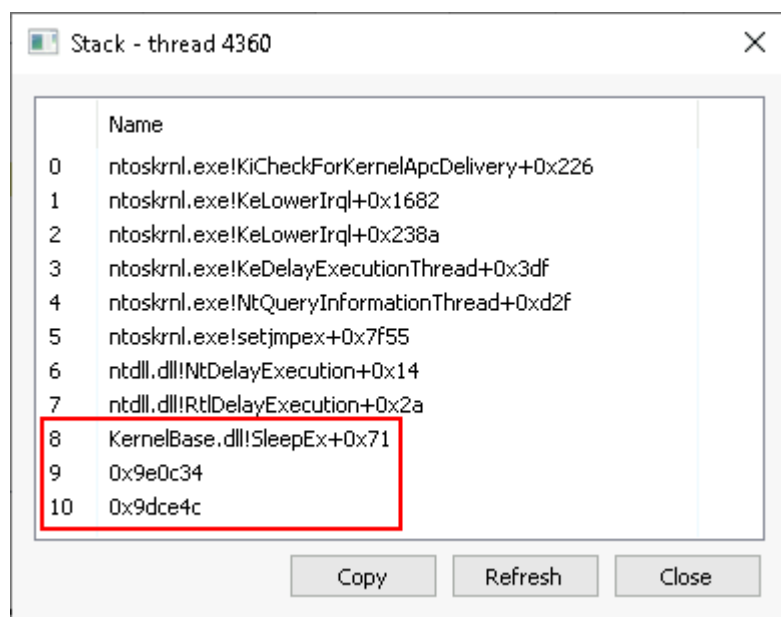 Stack - thread 4360
Name
0 ntoskrnl.exe!KiCheckForKernelApcDelivery+0x226
1 ntoskrnl.exe!KeLowerIrql+0x1682
2 ntoskrnl.exe!KeLowerIrql+0x238a
3 ntoskrnl.exe!KeDelayExecutionThread+0x3df
4 ntoskrnl.exe!NtQueryInformationThread+0xd2f
5 ntoskrnl.exe!setjmpex+0x7f55
6 ntdll.dll!NtDelayExecution+0x14
7 ntdll.dll!RtlDelayExecution+0x2a
8 KernelBase.dll!SleepEx+0x71
9 0x9e0c34
10 0x9dce4c
Copy Refresh Close